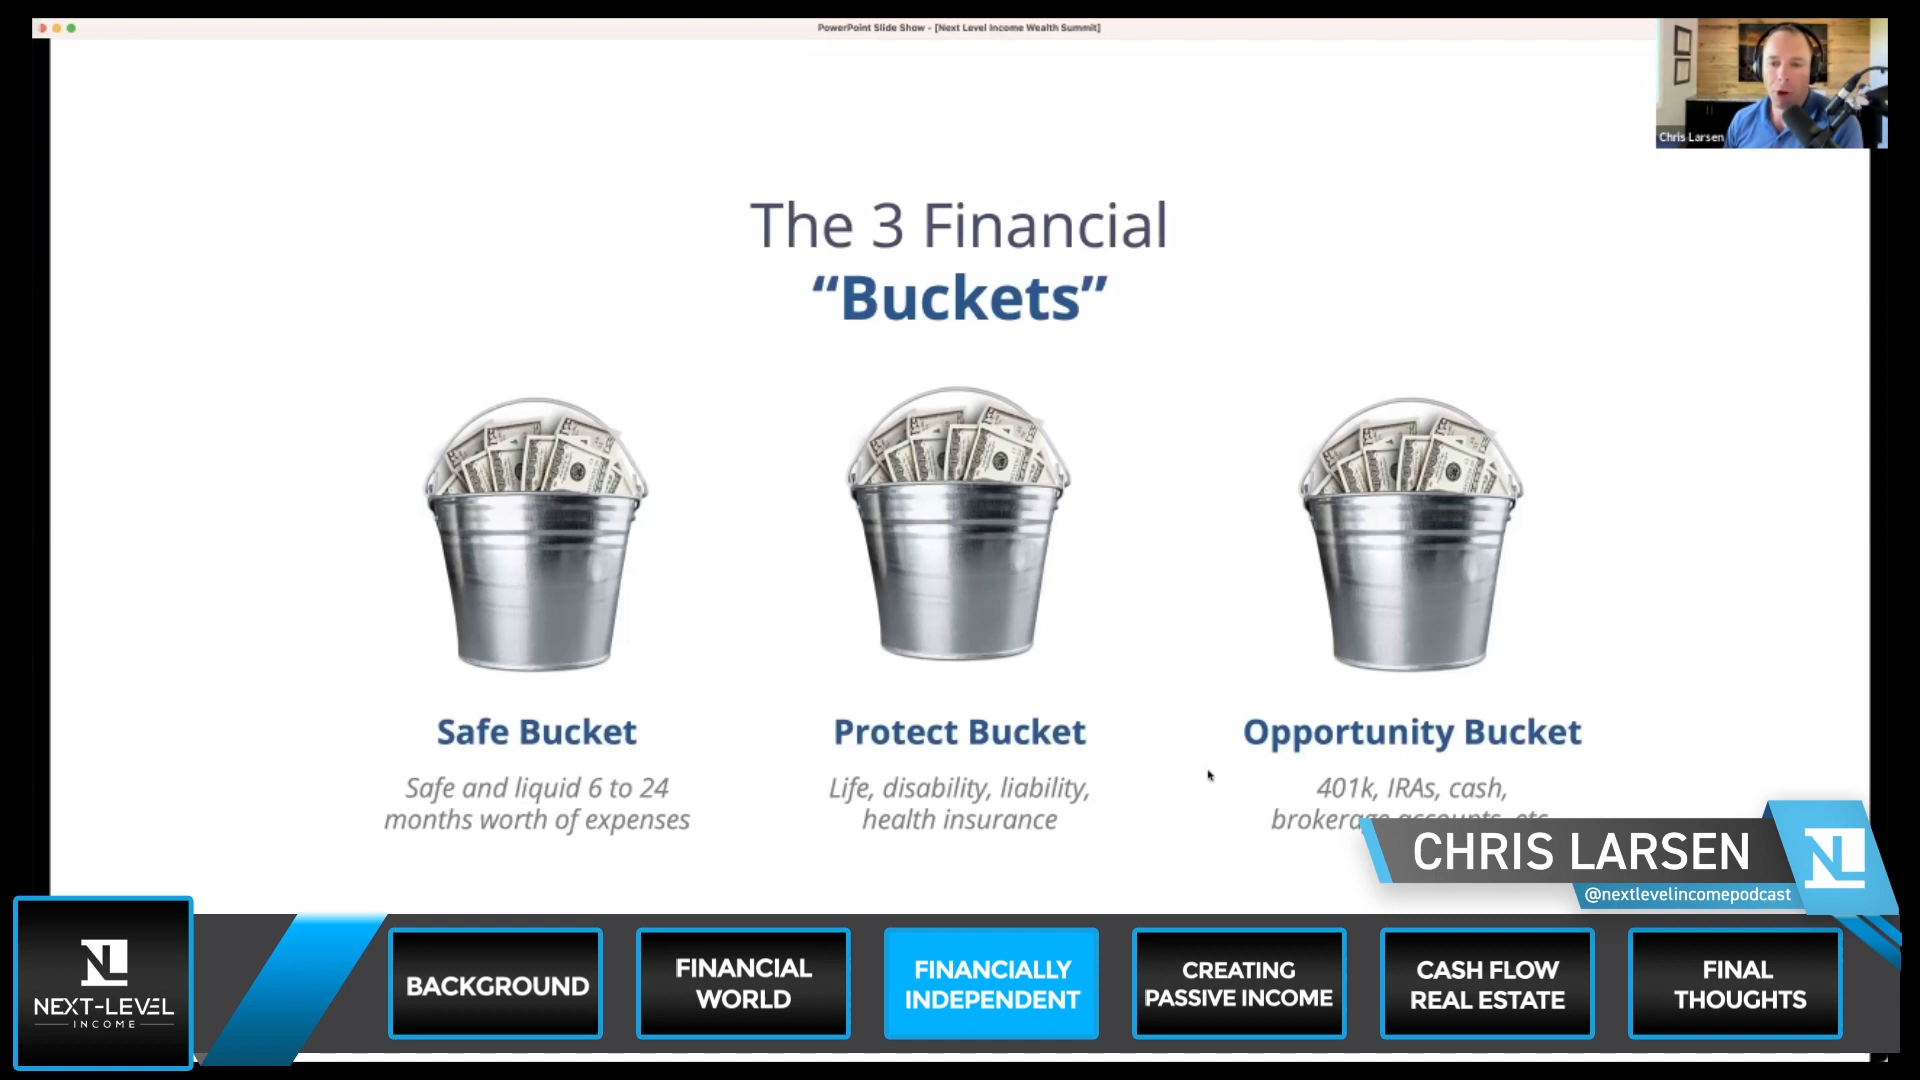 PowerPoint Slide Show - [Next Level Income Wealth Summit]
Chris Larsen
The 3 Financial
“Buckets”
Safe Bucket
Safe and liquid 6 to 24
months worth of expenses
Protect Bucket
Life, disability, liability,
health insurance
Opportunity Bucket
401k, IRAs, cash,
brokerage accounts, etc
CHRIS LARSEN
@nextlevelincomepodcast
NL
NL
NEXT-LEVEL
INCOME
BACKGROUND
FINANCIAL
WORLD
FINANCIALLY
INDEPENDENT
CREATING
PASSIVE INCOME
CASH FLOW
REAL ESTATE
FINAL
THOUGHTS